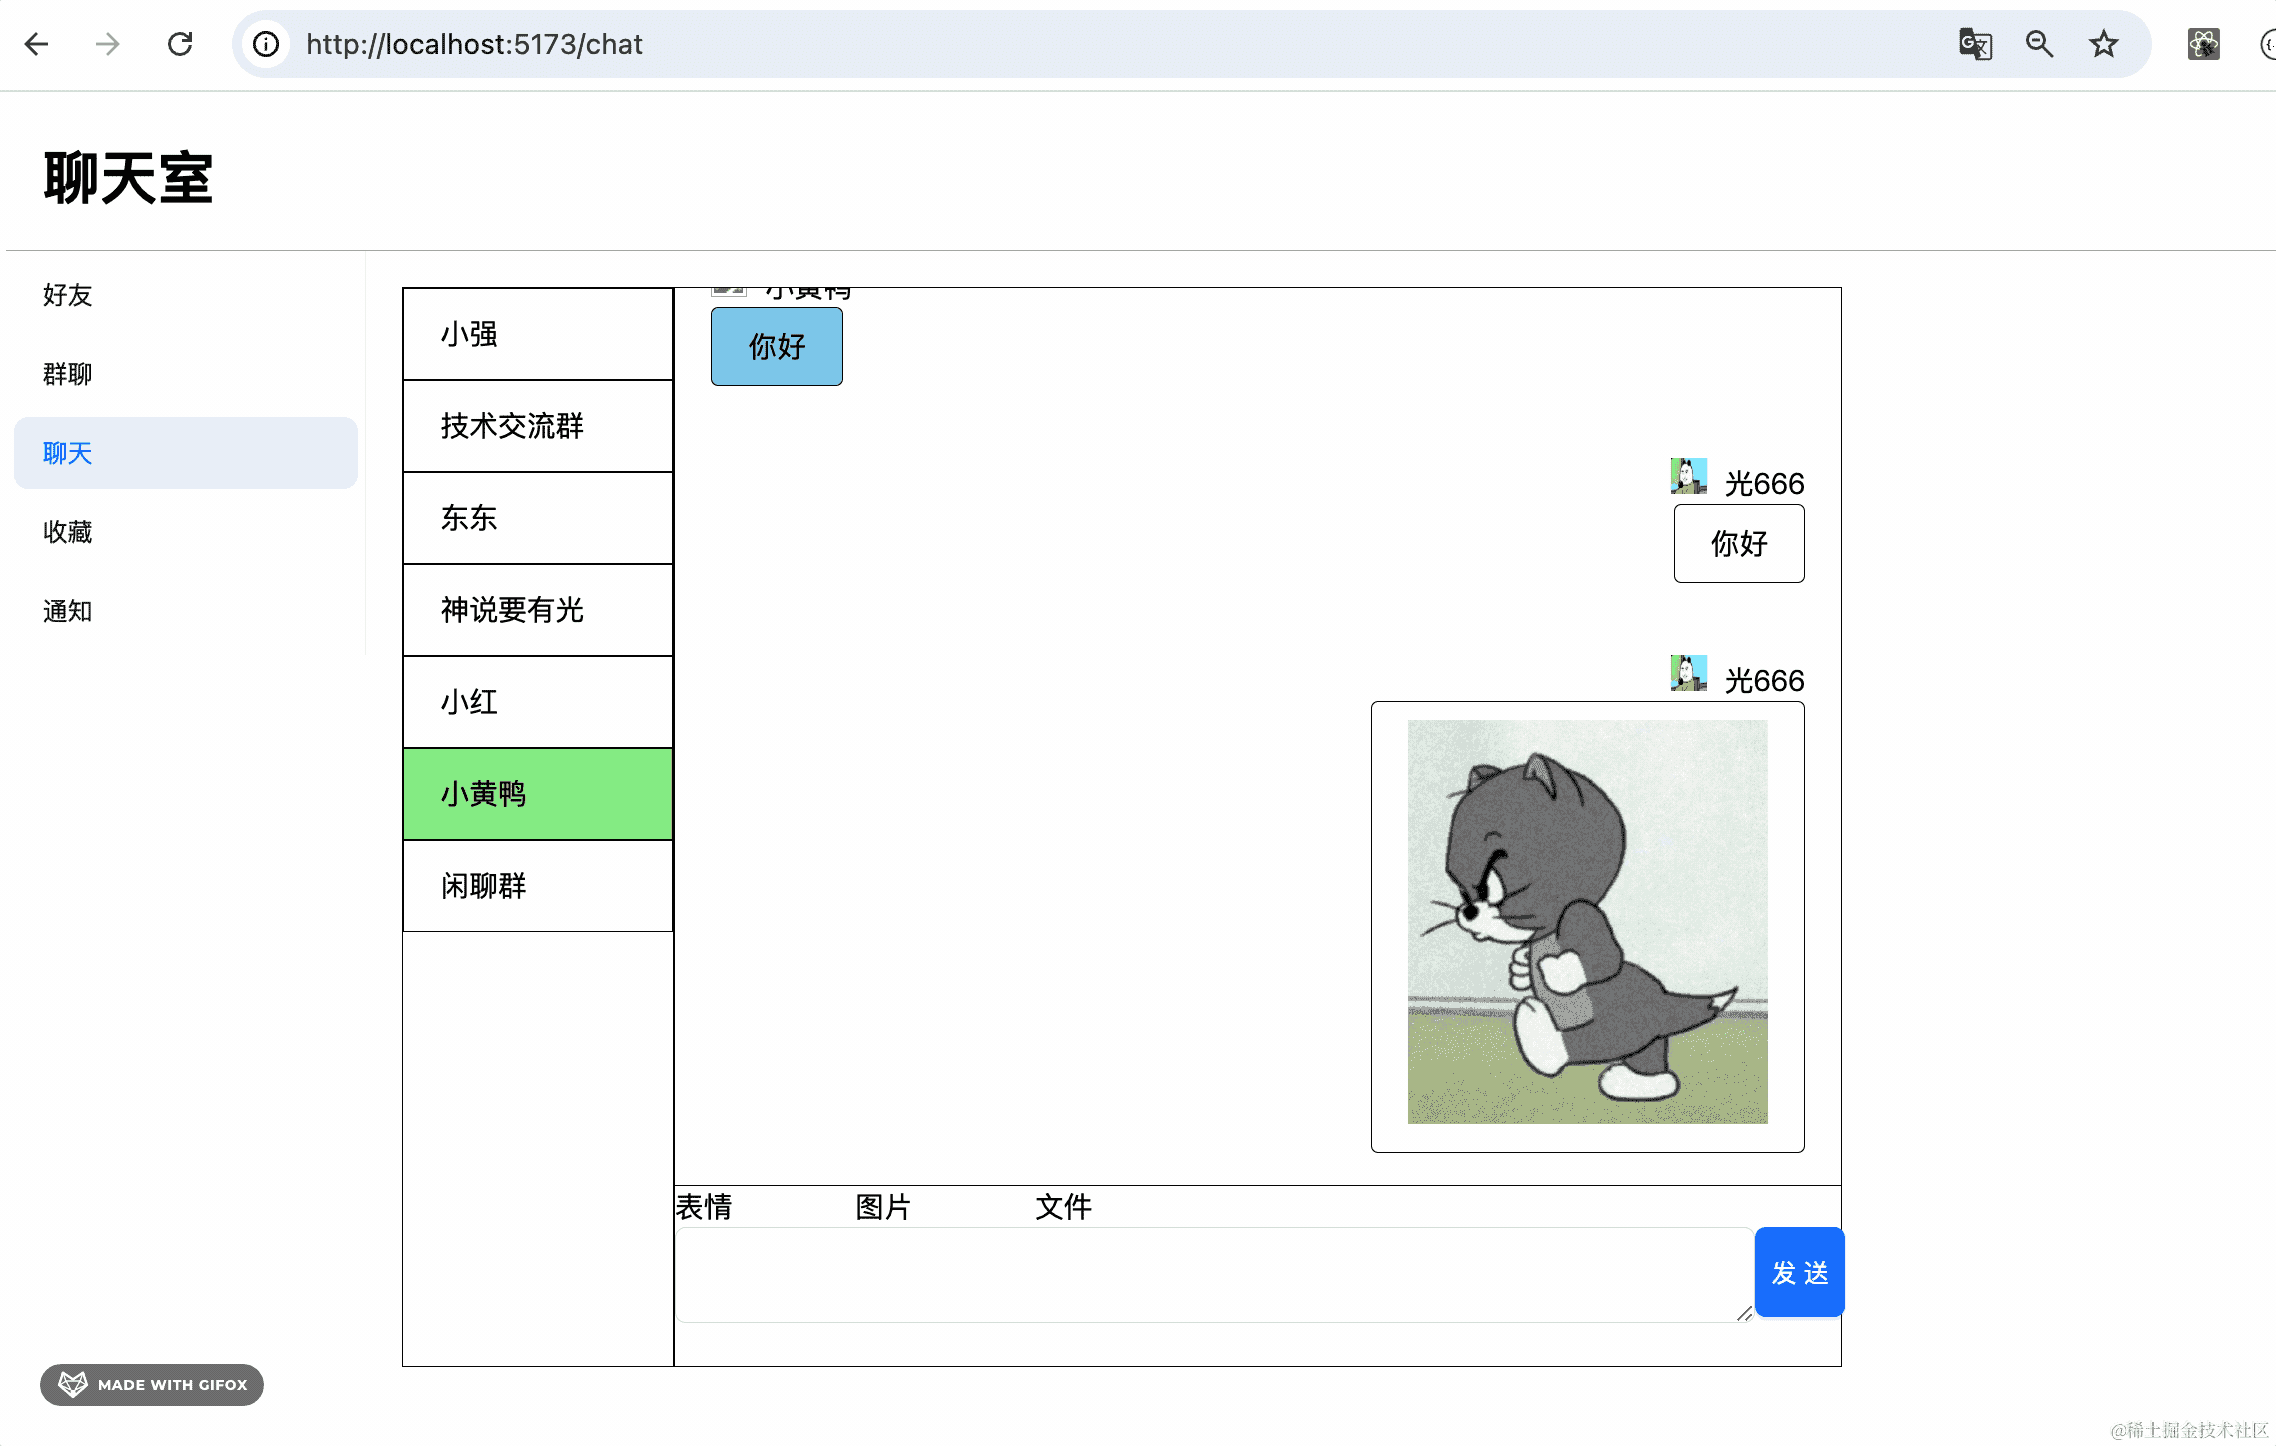 http://localhost:5173/chat
聊天室
好友
群聊
聊天
收藏
通知
小强
技术交流群
东东
神说要有光
小红
小黄鸭
闲聊群
小黄鸭
你好
光666
你好
光666
表情 图片 文件
发 送
MADE WITH GIFOX
@稀土掘金技术社区